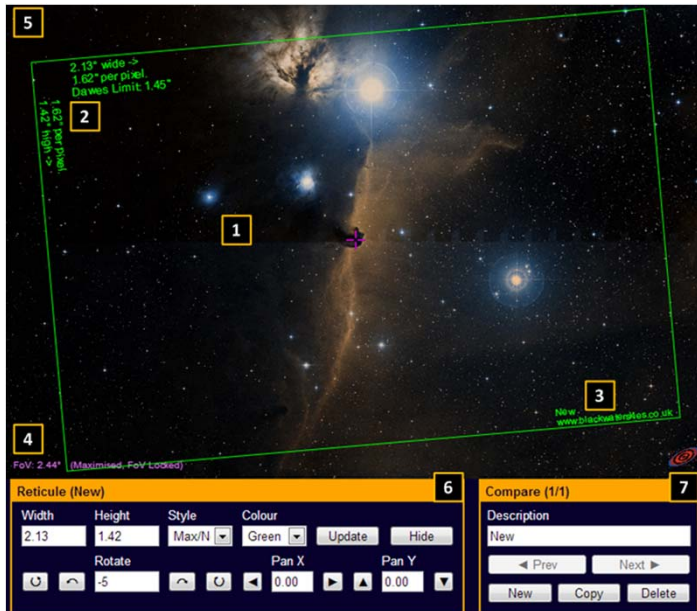 5
2.13° wide ->
1.62" per pixel.
Dawes Limit: 1.45"
2
1.62" per pixel.
1.42° high ->
1
3
New
www.blackwaterskies.co.uk
4
FoV: 2.44° (Maximised, FoV Locked)
Reticule (New)
6
Width
Height
Style
Colour
2.13
1.42
Max/N
Green
Update
Hide
Rotate
Pan X
Pan Y
-5
0.00
0.00
Compare (1/1)
7
Description
New
◄ Prev
Next ►
New
Copy
Delete